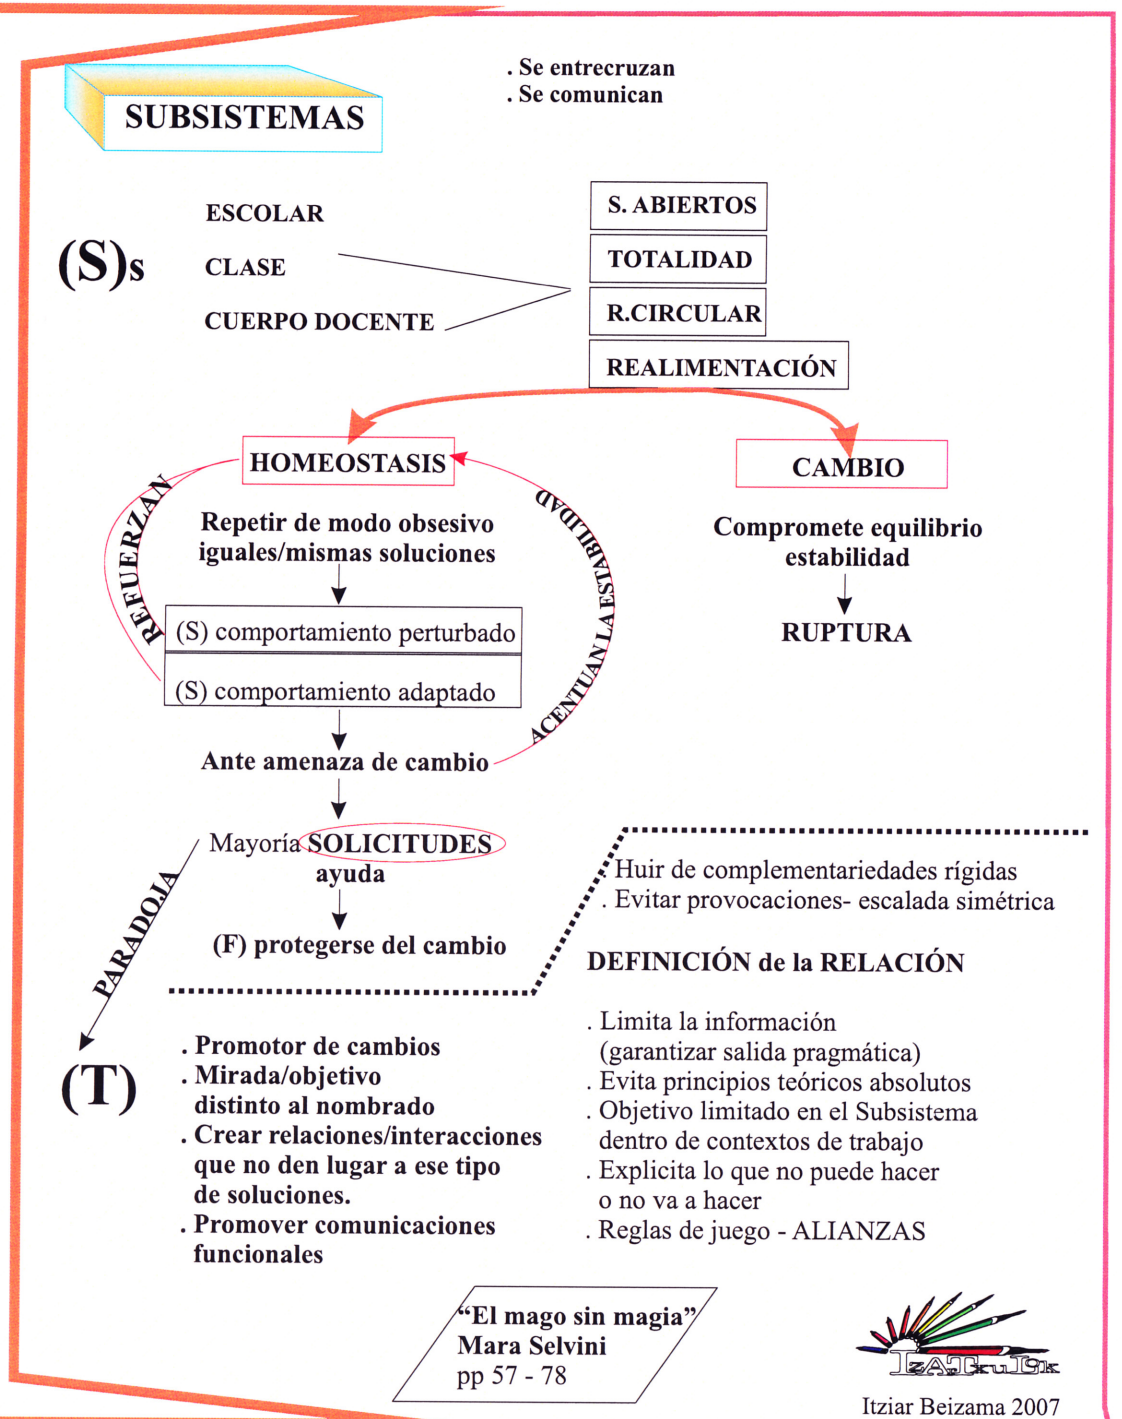 . Se entrecruzan
. Se comunican
SUBSISTEMAS
(S)s
ESCOLAR
CLASE
CUERPO DOCENTE
S. ABIERTOS
TOTALIDAD
R.CIRCULAR
REALIMENTACIÓN
HOMEOSTASIS
CAMBIO
REFUERZAN
ACENTUAN LA ESTABILIDAD
Repetir de modo obsesivo
iguales/mismas soluciones
Compromete equilibrio
estabilidad
RUPTURA
(S) comportamiento perturbado
(S) comportamiento adaptado
Ante amenaza de cambio
Mayoría SOLICITUDES
ayuda
(F) protegerse del cambio
PARADOJA
(T)
. Promotor de cambios
. Mirada/objetivo
distinto al nombrado
. Crear relaciones/interacciones
que no den lugar a ese tipo
de soluciones.
. Promover comunicaciones
funcionales
. Huir de complementariedades rígidas
. Evitar provocaciones- escalada simétrica
DEFINICIÓN de la RELACIÓN
. Limita la información
(garantizar salida pragmática)
. Evita principios teóricos absolutos
. Objetivo limitado en el Subsistema
dentro de contextos de trabajo
. Explicita lo que no puede hacer
o no va a hacer
. Reglas de juego - ALIANZAS
“El mago sin magia”
Mara Selvini
pp 57 - 78
Itziar Beizama 2007